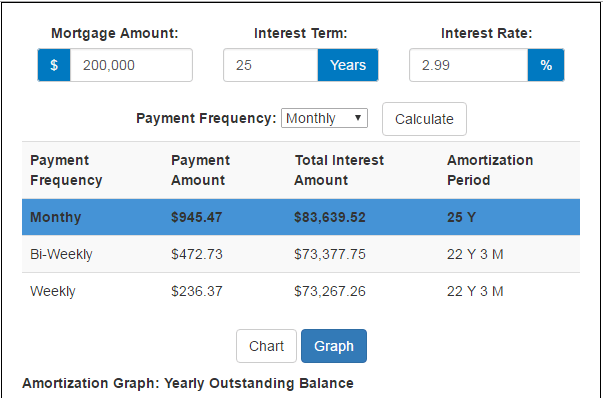 Mortgage Amount: Interest Term: Interest Rate:
$ 200,000 25 Years 2.99 %
Payment Frequency: Monthly Calculate
Payment Payment Total Interest Amortization
Frequency Amount Amount Period
Monthy $945.47 $83,639.52 25 Y
Bi-Weekly $472.73 $73,377.75 22 Y 3 M
Weekly $236.37 $73,267.26 22 Y 3 M
Chart Graph
Amortization Graph: Yearly Outstanding Balance